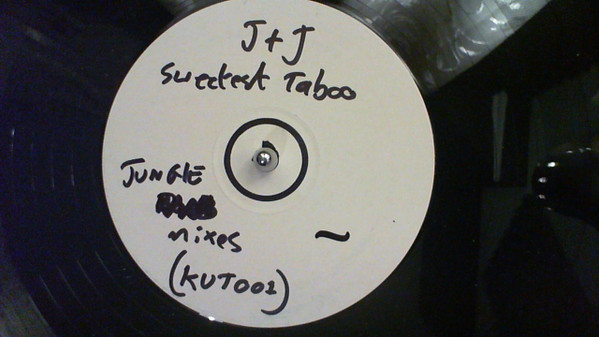 J + J
Sweetest Taboo
JUNGLE
mixes
~
(KUT001)